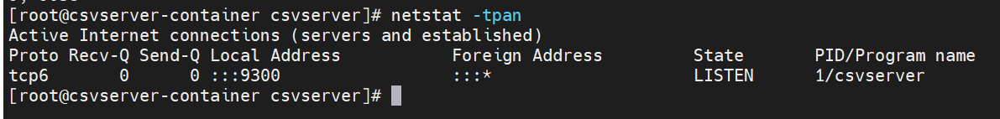 [root@csvserver-container csvserver]# netstat -tpan
Active Internet connections (servers and established)
Proto Recv-Q Send-Q Local Address           Foreign Address         State       PID/Program name
tcp6       0      0 :::9300                 :::*                    LISTEN      1/csvserver
[root@csvserver-container csvserver]#